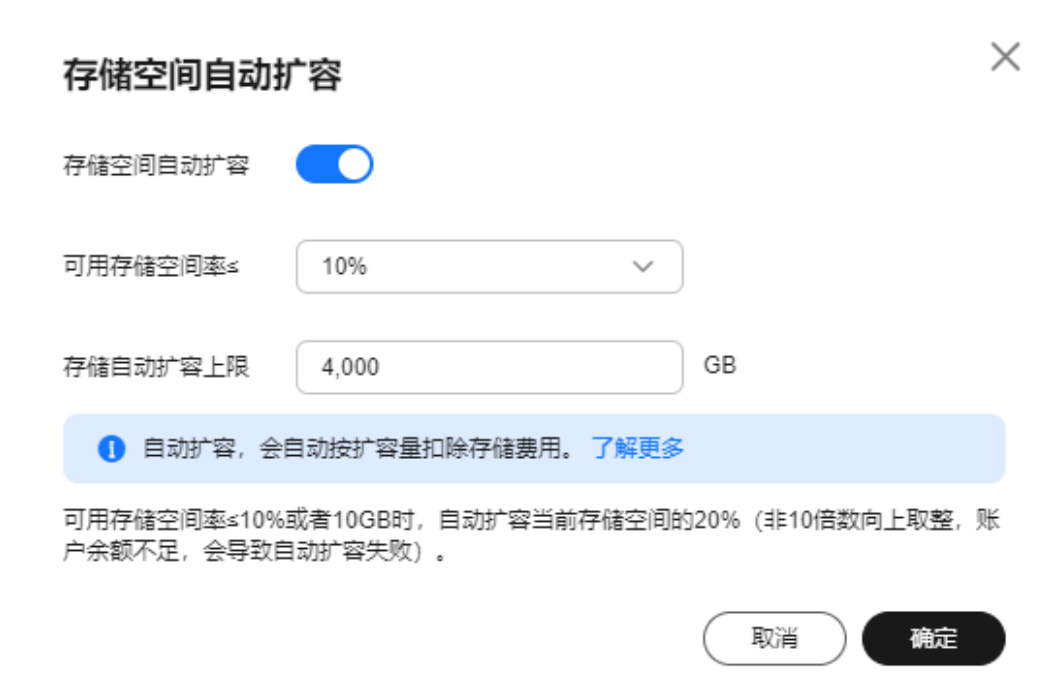 存储空间自动扩容
存储空间自动扩容
可用存储空间率≤ 10%
存储自动扩容上限 4,000 GB
自动扩容，会自动按扩容量扣除存储费用。 了解更多
可用存储空间率≤10%或者10GB时，自动扩容当前存储空间的20%（非10倍数向上取整，账
户余额不足，会导致自动扩容失败）。
取消 确定